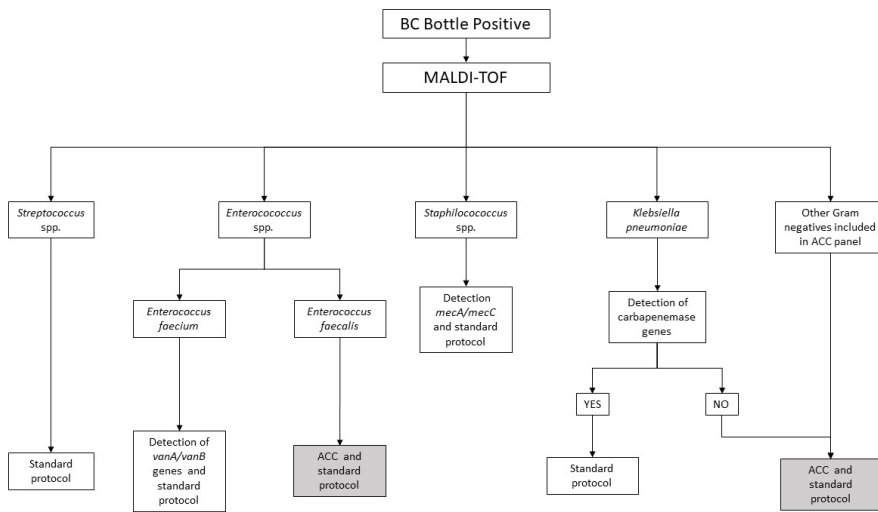 BC Bottle Positive
MALDI-TOF
Streptococcus
spp.
Enterococcus
spp.
Staphilococcus
spp.
Klebsiella
pneumoniae
Other Gram
negatives included
in ACC panel
Enterococcus
faecium
Enterococcus
faecalis
Detection
mecA/mecC
and standard
protocol
Detection of
carbapenemase
genes
YES
NO
Standard
protocol
Detection of
vanA/vanB
genes and
standard
protocol
ACC and
standard
protocol
Standard
protocol
ACC and
standard
protocol